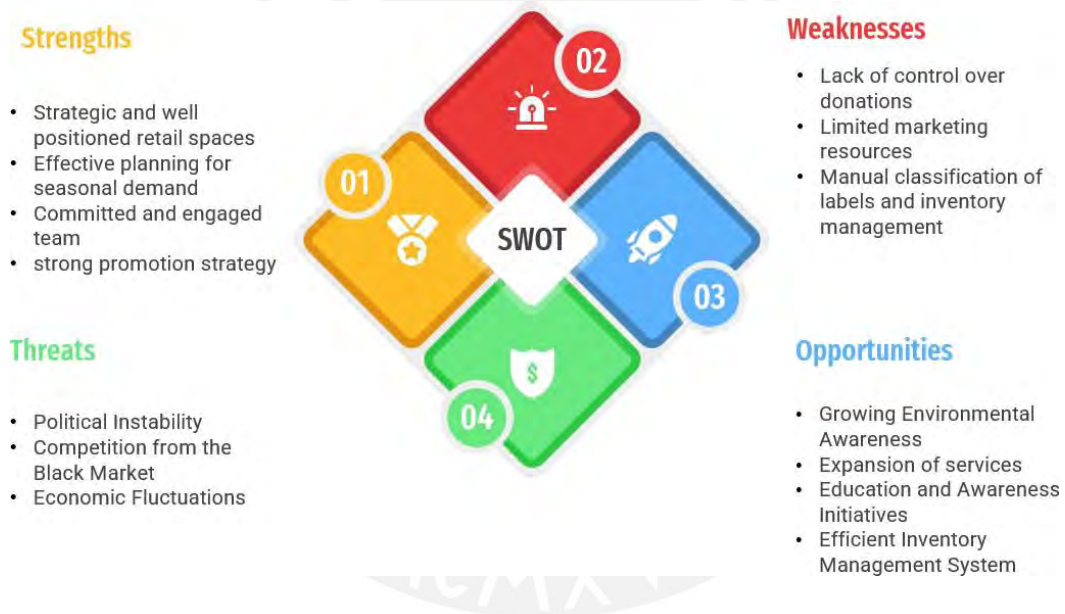 Strengths
• Strategic and well
positioned retail spaces
• Effective planning for
seasonal demand
• Committed and engaged
team
• strong promotion strategy
01
02
SWOT
03
04
Weaknesses
• Lack of control over
donations
• Limited marketing
resources
• Manual classification of
labels and inventory
management
Threats
• Political Instability
• Competition from the
Black Market
• Economic Fluctuations
$
Opportunities
• Growing Environmental
Awareness
• Expansion of services
• Education and Awareness
Initiatives
• Efficient Inventory
Management System